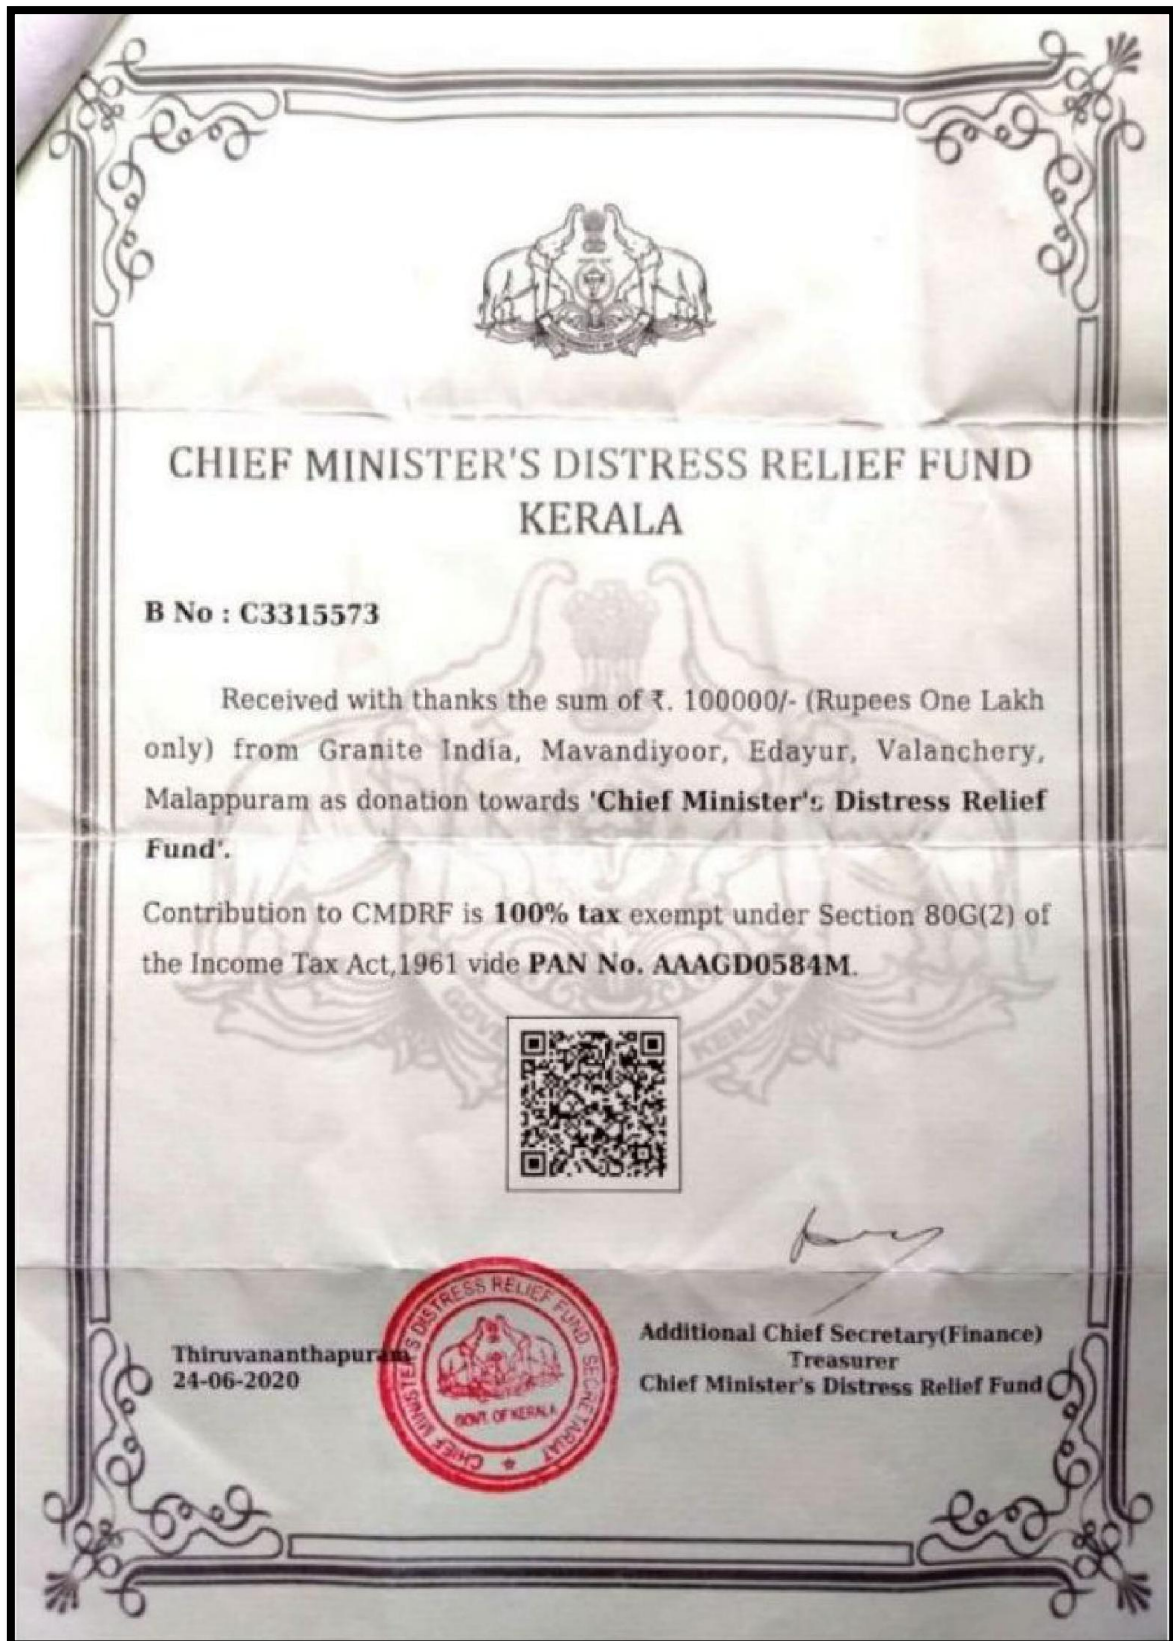 CHIEF MINISTER'S DISTRESS RELIEF FUND
KERALA
B No : C3315573
Received with thanks the sum of ₹. 100000/- (Rupees One Lakh
only) from Granite India, Mavandiyoor, Edayur, Valanchery,
Malappuram as donation towards 'Chief Minister's Distress Relief
Fund'.
Contribution to CMDRF is 100% tax exempt under Section 80G(2) of
the Income Tax Act,1961 vide PAN No. AAAGD0584M.
GOVE
KERALA
Thiruvananthapuram
24-06-2020
CHIEF MINISTER'S DISTRESS RELIEF FUND SECRETARIAT
GOVT. OF KERALA
Additional Chief Secretary(Finance)
Treasurer
Chief Minister's Distress Relief Fund